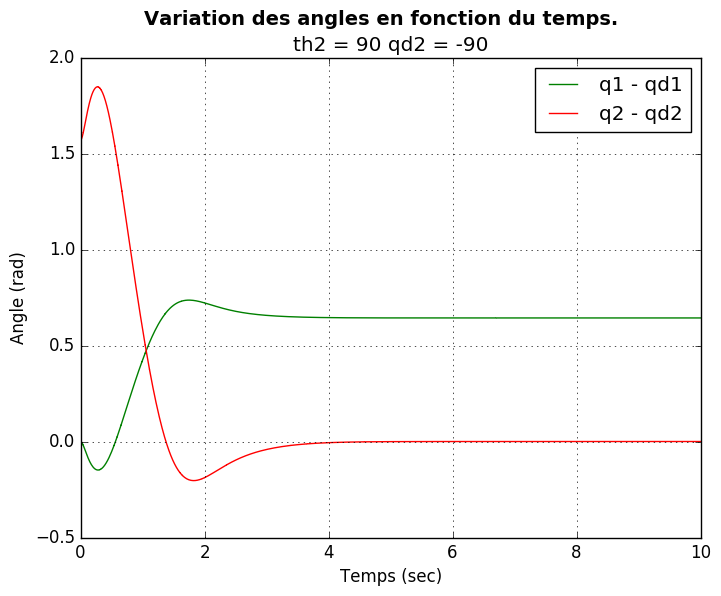 Variation des angles en fonction du temps.
th2 = 90 qd2 = -90
q1 - qd1
q2 - qd2
2.0
1.5
1.0
0.5
0.0
−0.5
Angle (rad)
0 2 4 6 8 10
Temps (sec)